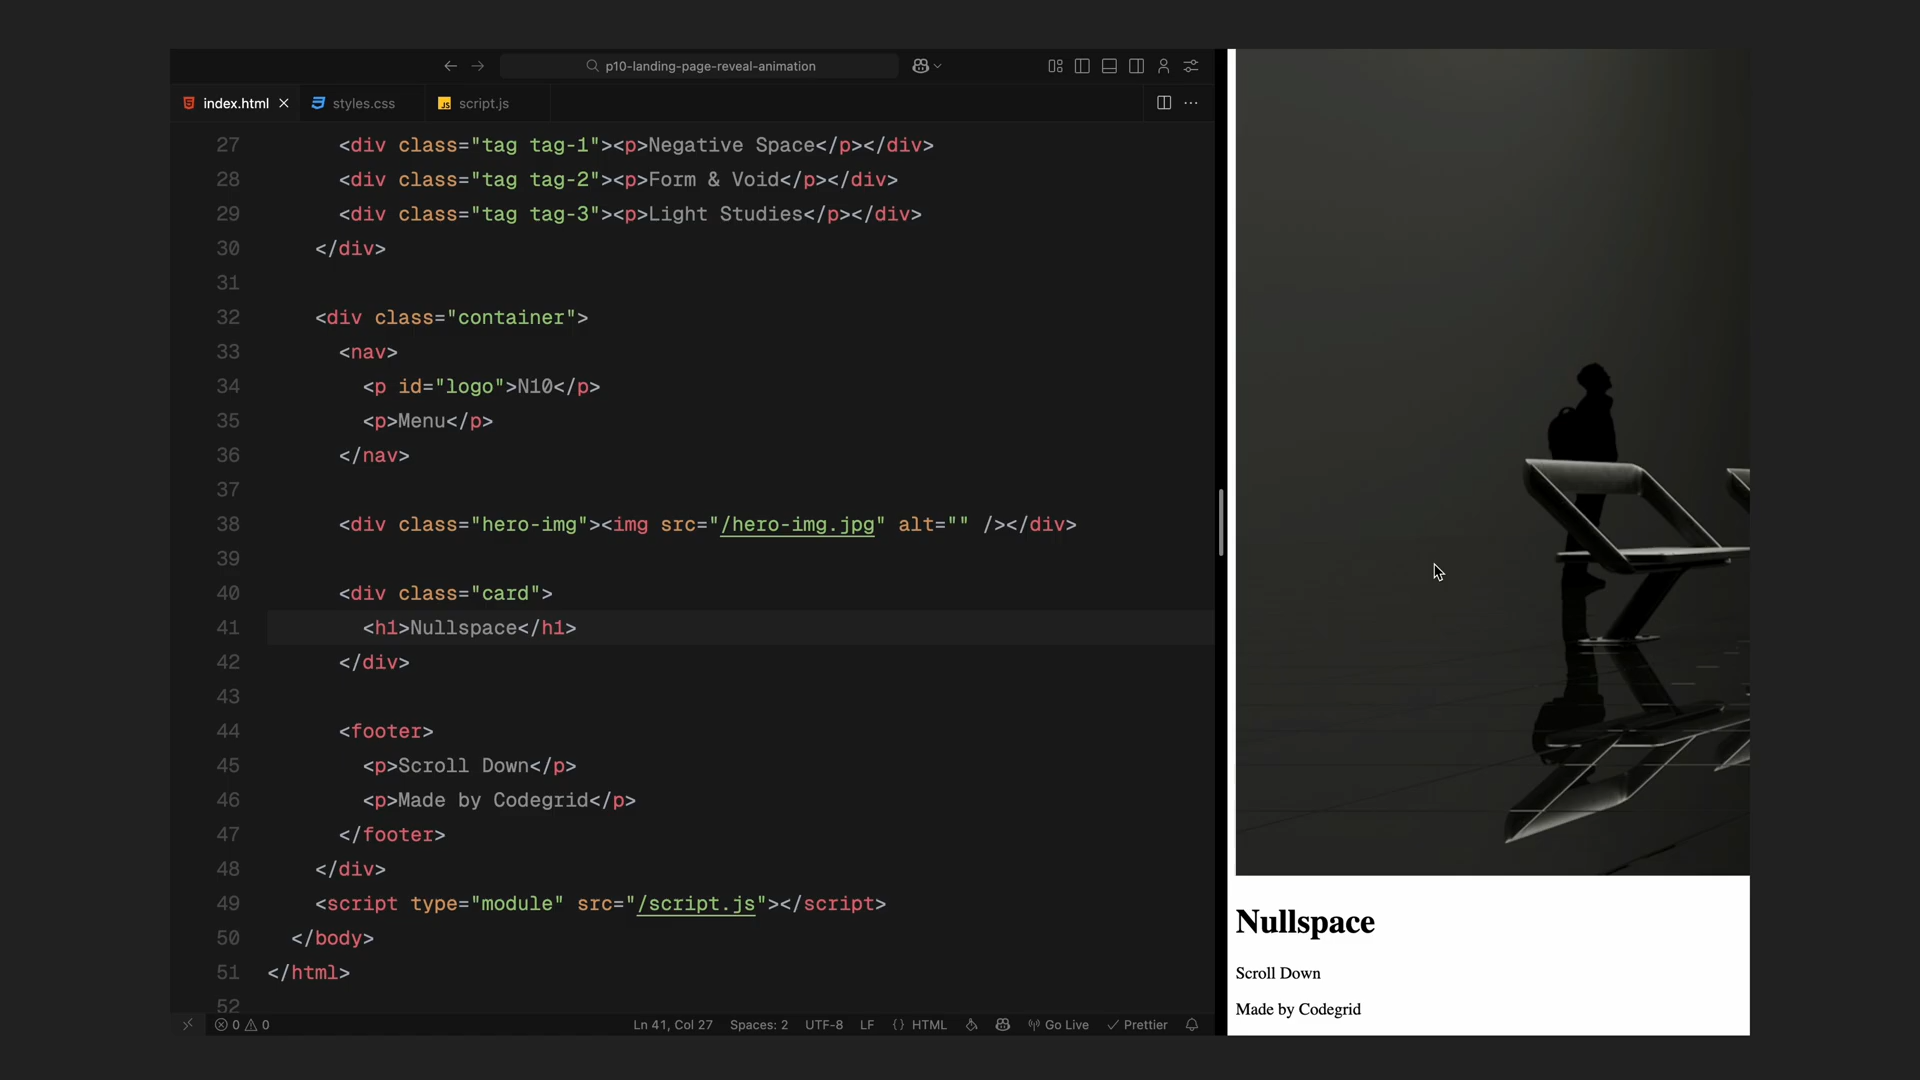 p10-landing-page-reveal-animation
index.html
styles.css
JS script.js
27 <div class="tag tag-1"><p>Negative Space</p></div>
28 <div class="tag tag-2"><p>Form & Void</p></div>
29 <div class="tag tag-3"><p>Light Studies</p></div>
30 </div>
31
32 <div class="container">
33 <nav>
34 <p id="logo">N10</p>
35 <p>Menu</p>
36 </nav>
37
38 <div class="hero-img"><img src="/hero-img.jpg" alt="" /></div>
39
40 <div class="card">
41 <h1>Nullspace</h1>
42 </div>
43
44 <footer>
45 <p>Scroll Down</p>
46 <p>Made by Codegrid</p>
47 </footer>
48 </div>
49 <script type="module" src="/script.js"></script>
50 </body>
51 </html>
52
0 0 Ln 41, Col 27 Spaces: 2 UTF-8 LF {} HTML Go Live Prettier
Nullspace
Scroll Down
Made by Codegrid